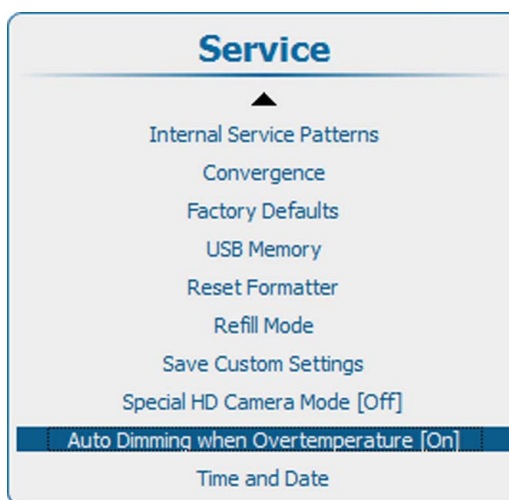 Service
Internal Service Patterns
Convergence
Factory Defaults
USB Memory
Reset Formatter
Refill Mode
Save Custom Settings
Special HD Camera Mode [Off]
Auto Dimming when Overtemperature [On]
Time and Date